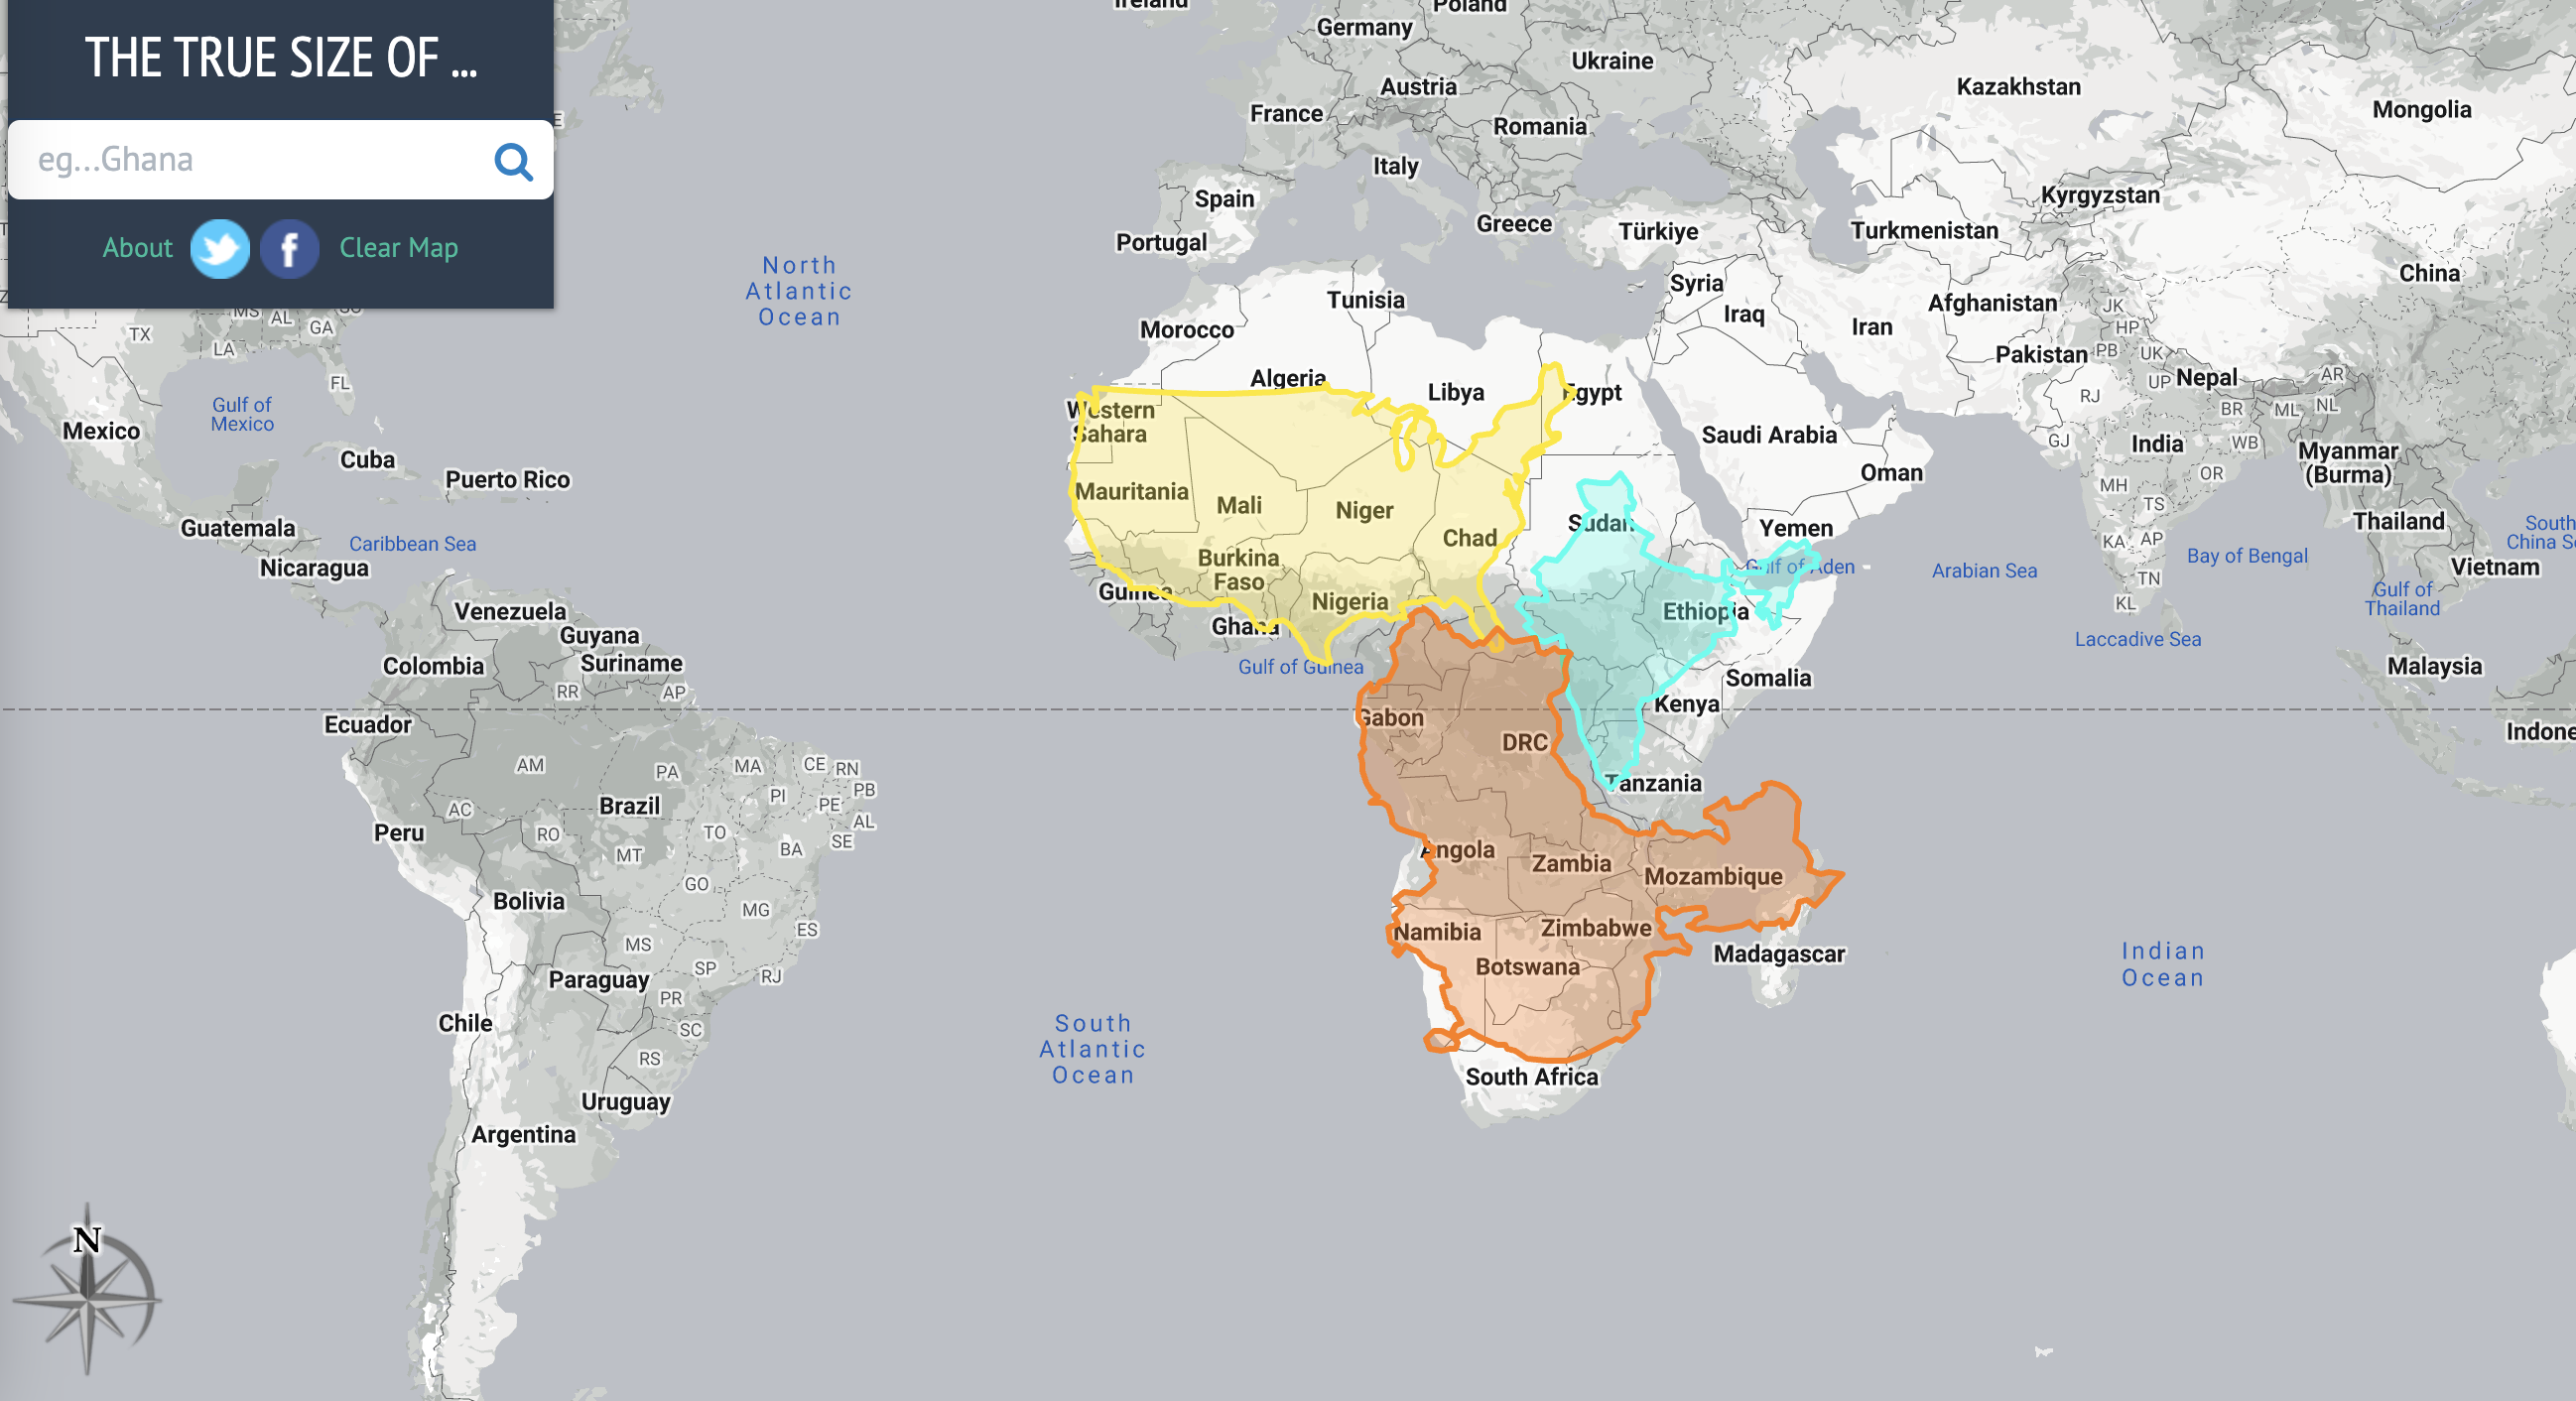 THE TRUE SIZE OF ...
eg...Ghana
About
Clear Map
Ireland
Poland
Germany
Ukraine
Kazakhstan
Austria
Mongolia
France
Romania
Italy
Kyrgyzstan
Spain
Greece
Türkiye
Turkmenistan
Portugal
North
Atlantic
Ocean
China
Syria
Tunisia
Afghanistan
JK
Iraq
Iran
HP
MS
AL
GA
TX
Morocco
LA
Pakistan
PB
UK
FL
Algeria
Libya
Egypt
UP
Nepal
AR
RJ
Gulf of
Mexico
Western
Sahara
BR
ML
NL
Mexico
Saudi Arabia
GJ
India
WB
Myanmar
(Burma)
Cuba
Oman
OR
Puerto Rico
Mauritania
Mali
Niger
MH
TS
Guatemala
Sudan
Yemen
Thailand
South
China
Caribbean Sea
Chad
KA
AP
Bay of Bengal
Nicaragua
Burkina
Faso
Gulf of Aden
Arabian Sea
TN
Vietnam
Guinea
Nigeria
KL
Gulf of
Thailand
Venezuela
Ethiopia
Ghana
Guyana
Laccadive Sea
Colombia
Suriname
Gulf of Guinea
Malaysia
Somalia
RR
AP
Kenya
Ecuador
Gabon
DRC
Indone
AM
PA
MA
CE
RN
Tanzania
PI
PB
AC
Brazil
PE
Peru
RO
TO
AL
SE
MT
BA
Angola
Zambia
GO
Mozambique
Bolivia
MG
ES
Namibia
Zimbabwe
MS
Madagascar
Indian
Ocean
Paraguay
SP
RJ
Botswana
PR
Chile
SC
South
Atlantic
Ocean
RS
South Africa
Uruguay
Argentina
N